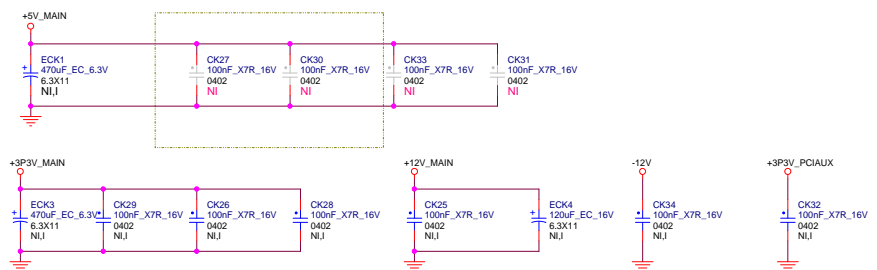 +5V_MAIN
ECK1
470uF_EC_6.3V
6.3X11
NI,I
CK27
100nF_X7R_16V
0402
NI
CK30
100nF_X7R_16V
0402
NI
CK33
100nF_X7R_16V
0402
NI
CK31
100nF_X7R_16V
0402
NI
+3P3V_MAIN
ECK3
470uF_EC_6.3V
6.3X11
NI,I
CK29
100nF_X7R_16V
0402
NI,I
CK26
100nF_X7R_16V
0402
NI,I
CK28
100nF_X7R_16V
0402
NI,I
+12V_MAIN
CK25
100nF_X7R_16V
0402
NI,I
ECK4
120uF_EC_16V
6.3X11
NI,I
-12V
CK34
100nF_X7R_16V
0402
NI,I
+3P3V_PCIAUX
CK32
100nF_X7R_16V
0402
NI,I